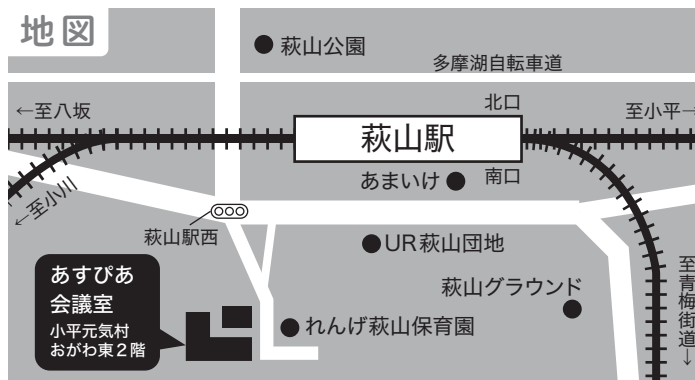 地図
萩山公園
多摩湖自転車道
←至八坂
北口
至小平→
萩山駅
あまいけ
南口
←至小川
萩山駅西
UR萩山団地
至青梅街道→
萩山グラウンド
あすぴあ
会議室
小平元気村
おがわ東2階
れんげ萩山保育園